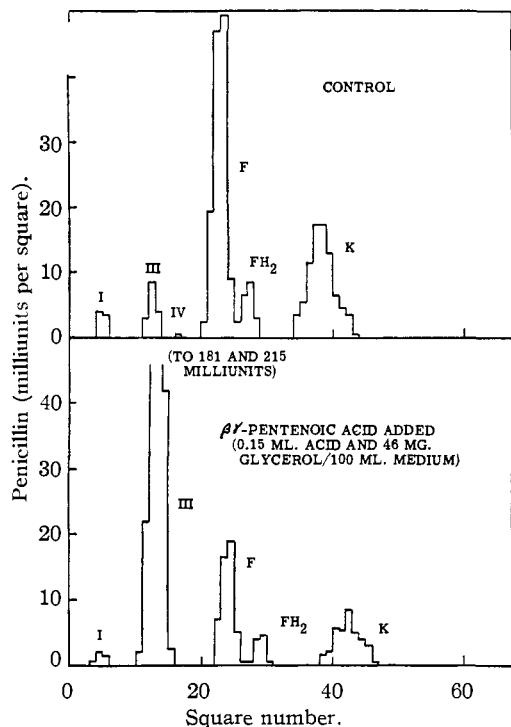 Penicillin (milliunits per square).
CONTROL
40
30
20
10
0
I
III
IV
F
FH₂
K
(TO 181 AND 215
MILLIUNITS)
βγ-PENTENOIC ACID ADDED
(0.15 ML. ACID AND 46 MG.
GLYCEROL/100 ML. MEDIUM)
40
30
20
10
I
III
F
FH₂
K
0
20
40
60
Square number.